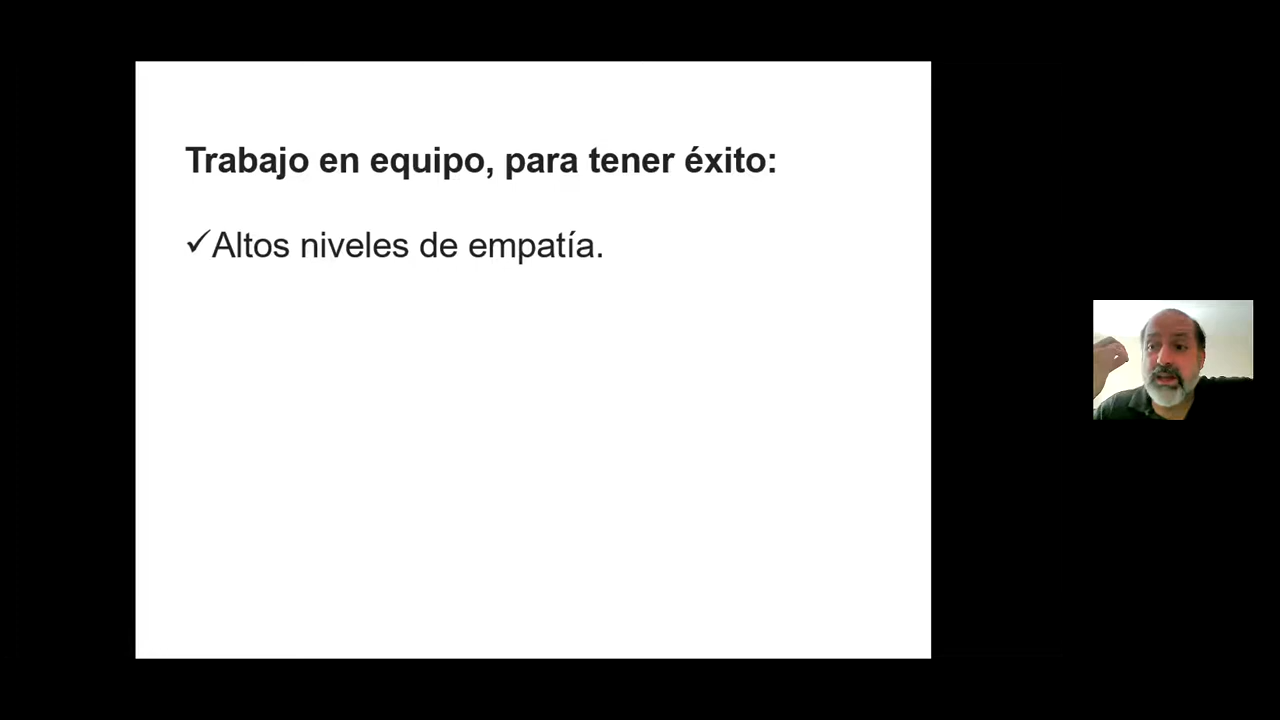 Trabajo en equipo, para tener éxito:
✓Altos niveles de empatía.